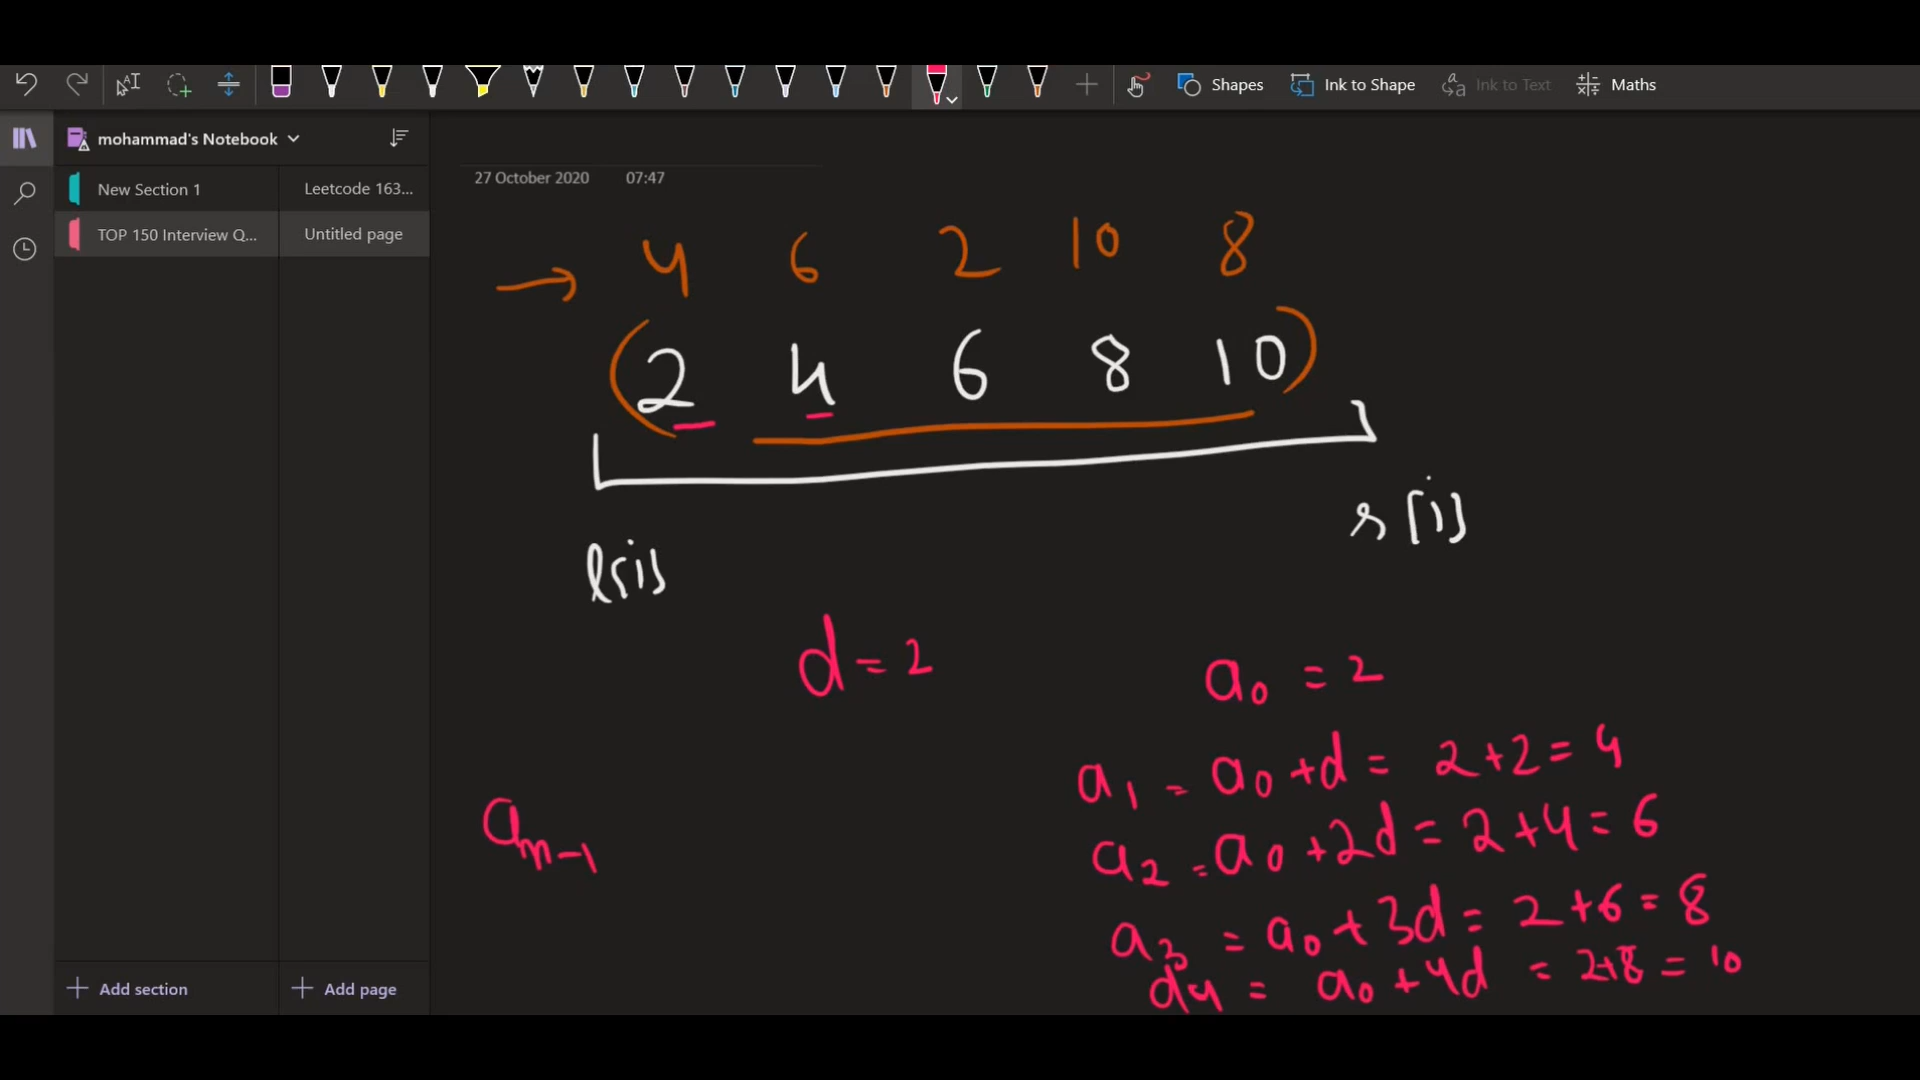 Shapes Ink to Shape Ink to Text Maths
mohammad's Notebook
New Section 1
Leetcode 163...
TOP 150 Interview Q...
Untitled page
27 October 2020 07:47
→ 4 6 2 10 8
(2 4 6 8 10)
r[i]
l[i]
d = 2
a0 = 2
a1 = a0 + d = 2+2 = 4
an-1
a2 = a0 + 2d = 2+4 = 6
a3 = a0 + 3d = 2+6 = 8
a4 = a0 + 4d = 2+8 = 10
+ Add section
+ Add page